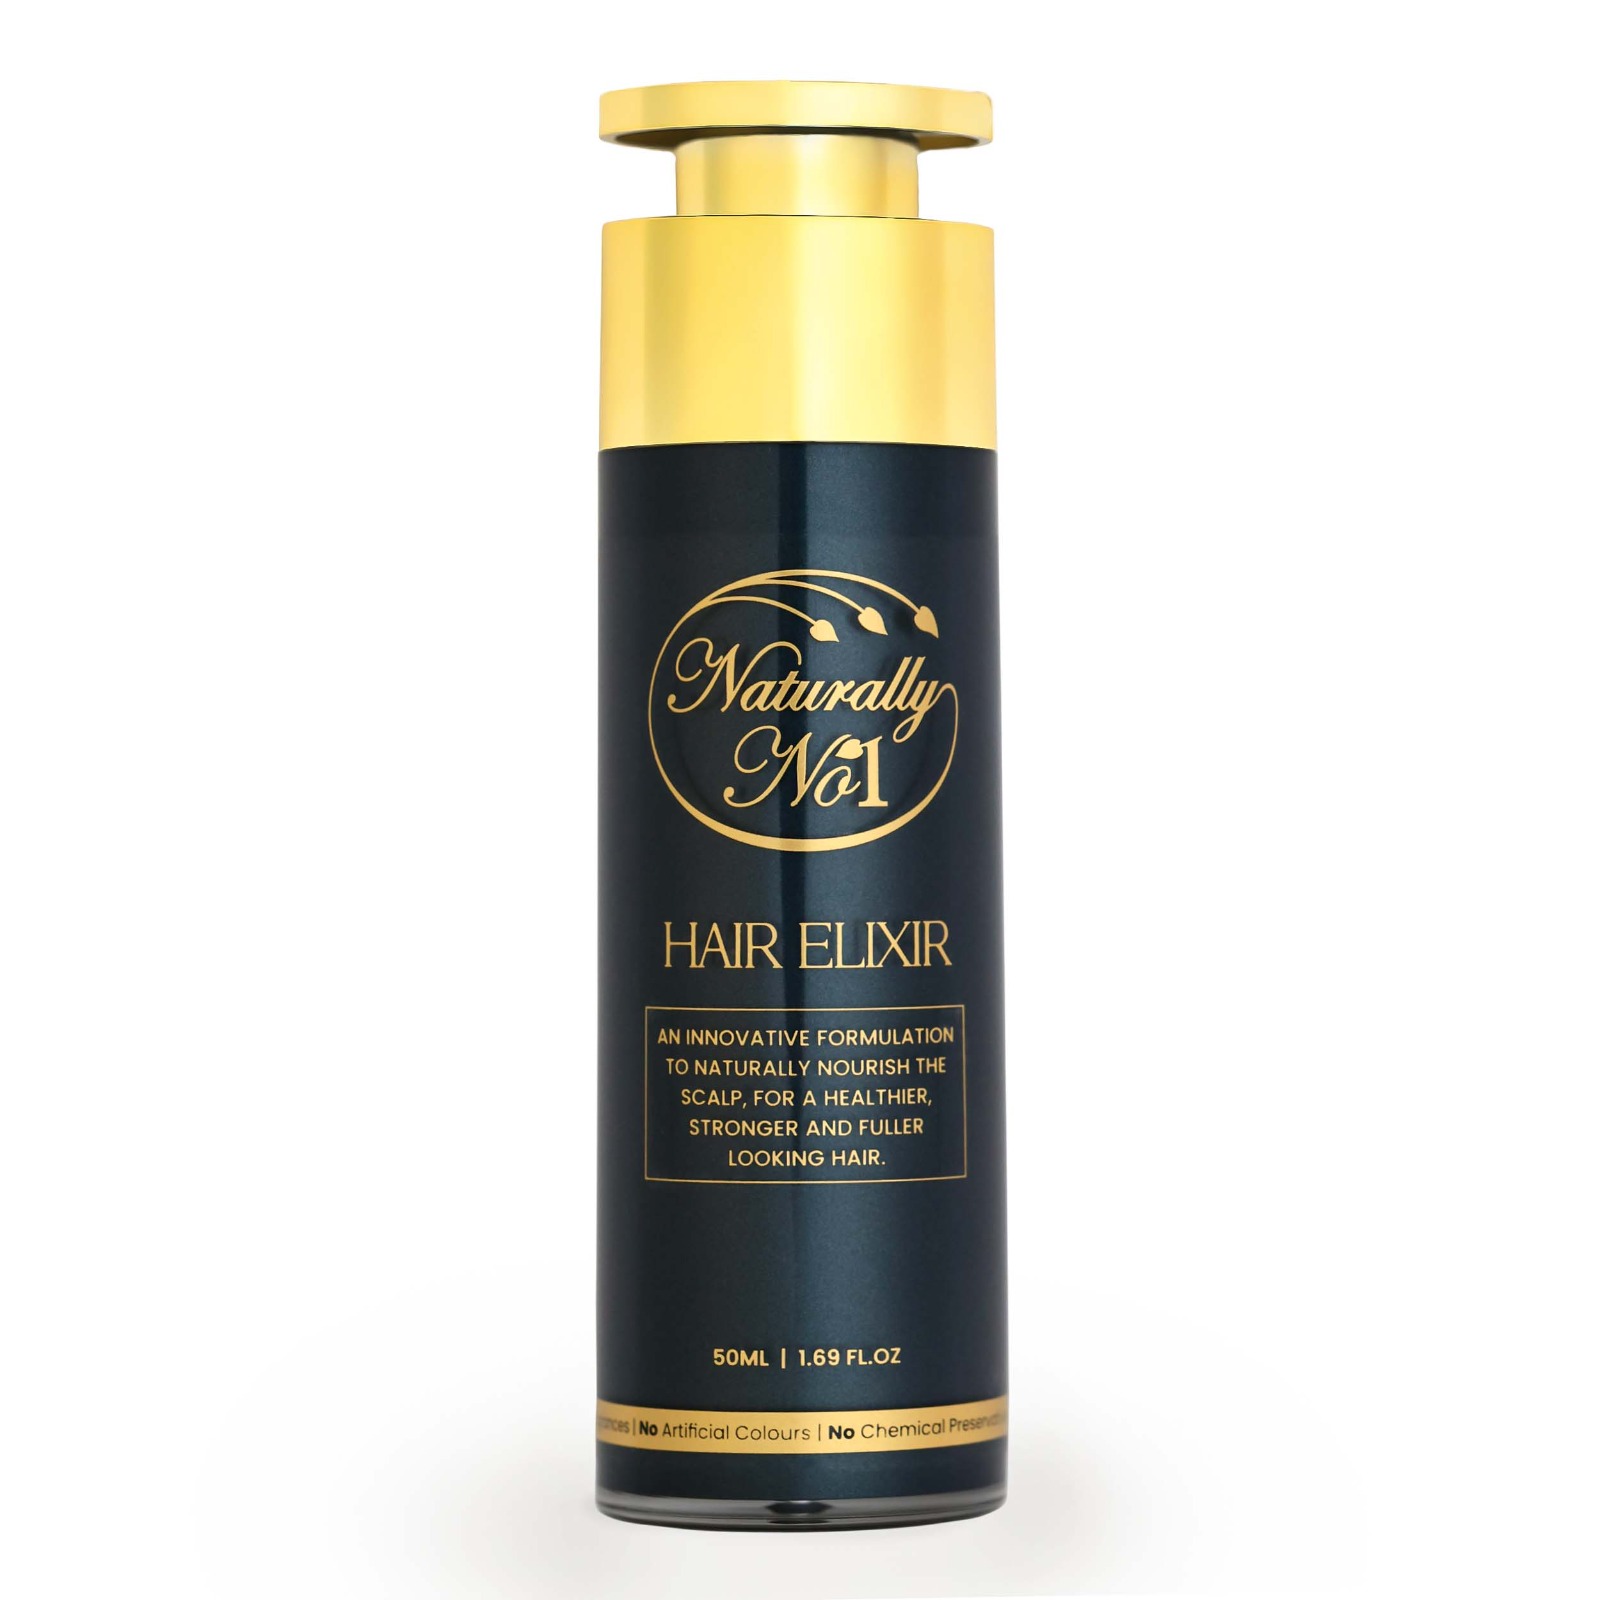 Naturally
No1
HAIR ELIXIR
AN INNOVATIVE FORMULATION
TO NATURALLY NOURISH THE
SCALP, FOR A HEALTHIER,
STRONGER AND FULLER
LOOKING HAIR.
50ML | 1.69 FL.OZ
| No Artificial Colours | No Chemical